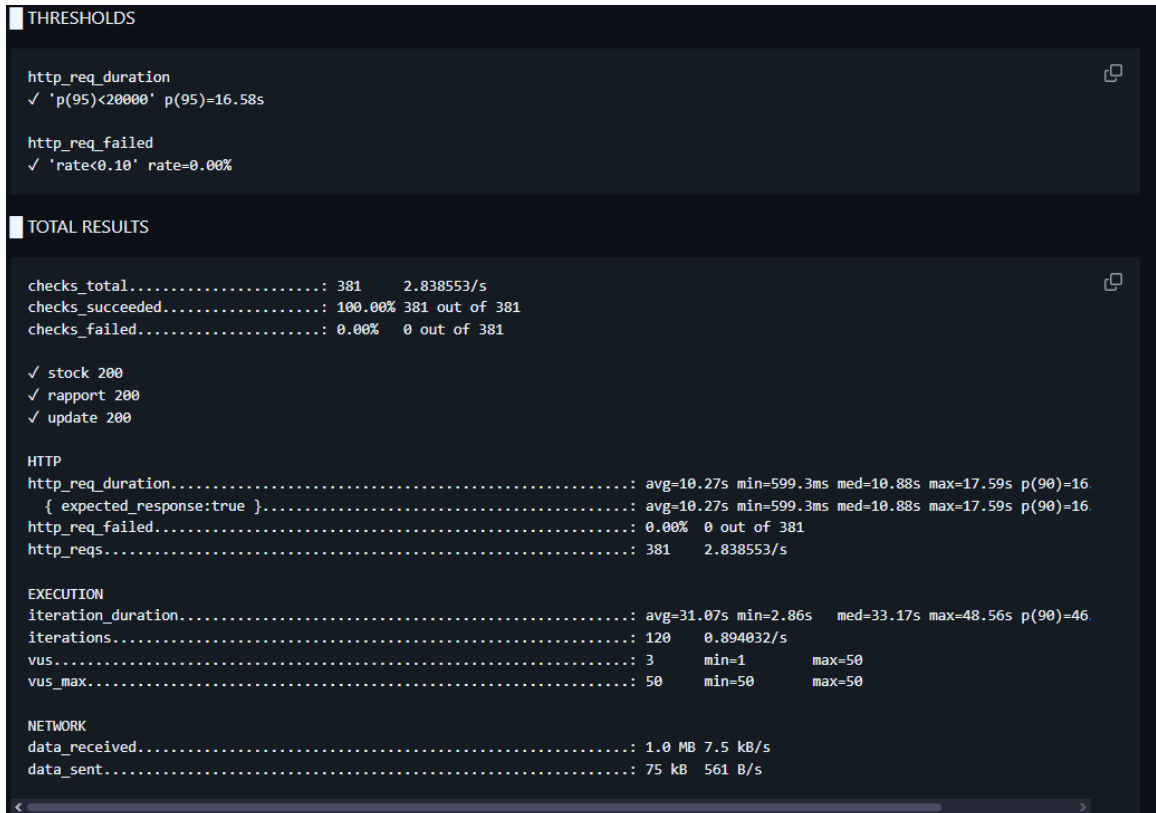 THRESHOLDS
http_req_duration
✓ 'p(95)<20000' p(95)=16.58s
http_req_failed
✓ 'rate<0.10' rate=0.00%
TOTAL RESULTS
checks_total.......................: 381 2.838553/s
checks_succeeded...................: 100.00% 381 out of 381
checks_failed......................: 0.00% 0 out of 381
✓ stock 200
✓ rapport 200
✓ update 200
HTTP
http_req_duration.......................................................: avg=10.27s min=599.3ms med=10.88s max=17.59s p(90)=16.
{ expected_response:true }............................................: avg=10.27s min=599.3ms med=10.88s max=17.59s p(90)=16.
http_req_failed.........................................................: 0.00% 0 out of 381
http_reqs...............................................................: 381 2.838553/s
EXECUTION
iteration_duration......................................................: avg=31.07s min=2.86s med=33.17s max=48.56s p(90)=46.
iterations..............................................................: 120 0.894032/s
vus.....................................................................: 3 min=1 max=50
vus_max.................................................................: 50 min=50 max=50
NETWORK
data_received...........................................................: 1.0 MB 7.5 kB/s
data_sent...............................................................: 75 kB 561 B/s